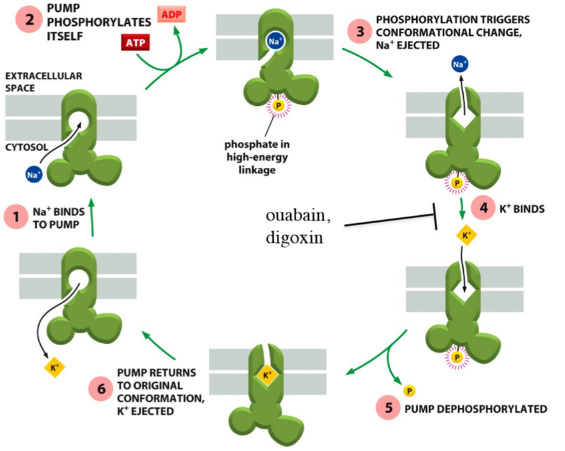 2 PUMP
PHOSPHORYLATES
ITSELF
ADP
ATP
Na⁺
P
phosphate in
high-energy
linkage
3 PHOSPHORYLATION TRIGGERS
CONFORMATIONAL CHANGE,
Na⁺ EJECTED
Na⁺
P
EXTRACELLULAR
SPACE
CYTOSOL
Na⁺
1 Na⁺ BINDS
TO PUMP
ouabain,
digoxin
4 K⁺ BINDS
K⁺
P
5 PUMP DEPHOSPHORYLATED
P
K⁺
6 PUMP RETURNS
TO ORIGINAL
CONFORMATION,
K⁺ EJECTED
K⁺